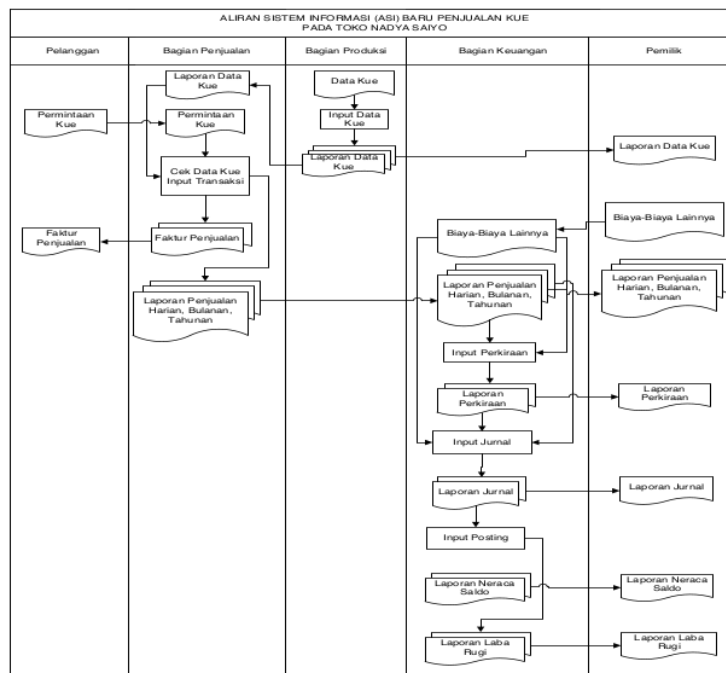 ALIRAN SISTEM INFORMASI (ASI) BARU PENJUALAN KUE
PADA TOKO NADYA SAIYO
Pelanggan
Bagian Penjualan
Bagian Produksi
Bagian Keuangan
Pemilik
Laporan Data
Kue
Data Kue
Permintaan
Kue
Permintaan
Kue
Input Data
Kue
Laporan Data
Kue
Laporan Data Kue
Cek Data Kue
Input Transaksi
Faktur
Penjualan
Faktur Penjualan
Biaya-Biaya Lainnya
Biaya-Biaya Lainnya
Laporan Penjualan
Harian, Bulanan,
Tahunan
Laporan Penjualan
Harian, Bulanan,
Tahunan
Laporan Penjualan
Harian, Bulanan,
Tahunan
Input Perkiraan
Laporan
Perkiraan
Laporan
Perkiraan
Input Jurnal
Laporan Jurnal
Laporan Jurnal
Input Posting
Laporan Neraca
Saldo
Laporan Neraca
Saldo
Laporan Laba
Rugi
Laporan Laba
Rugi